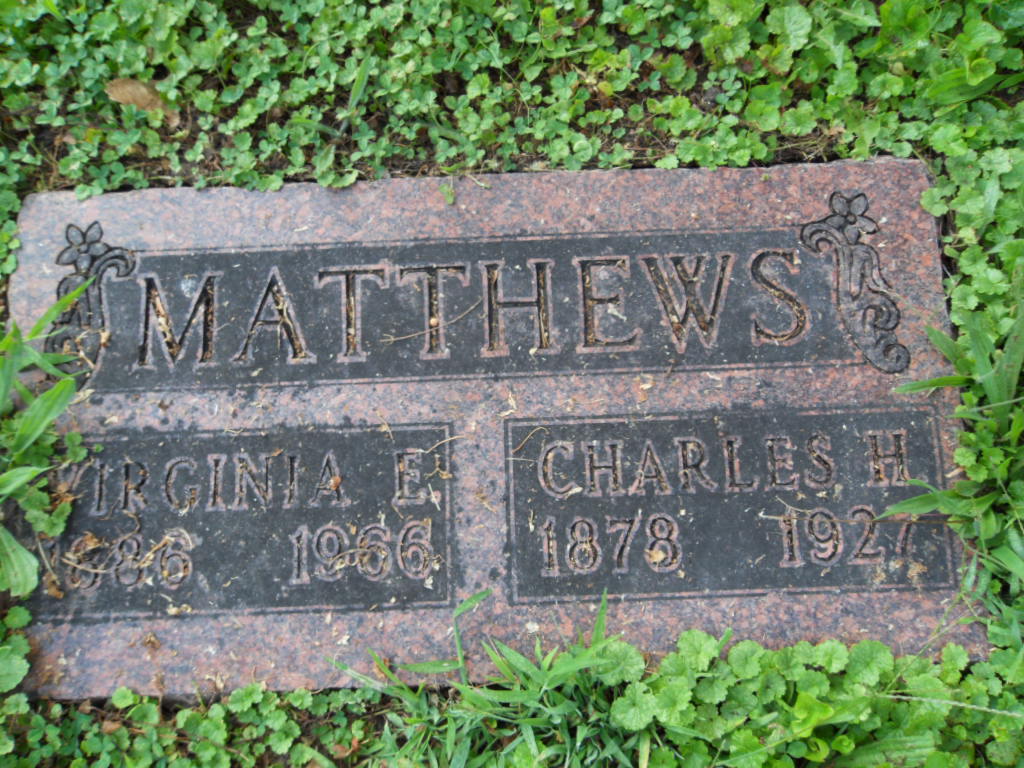 MATTHEWS
VIRGINIA E.
1886 1966
CHARLES H.
1878 1927